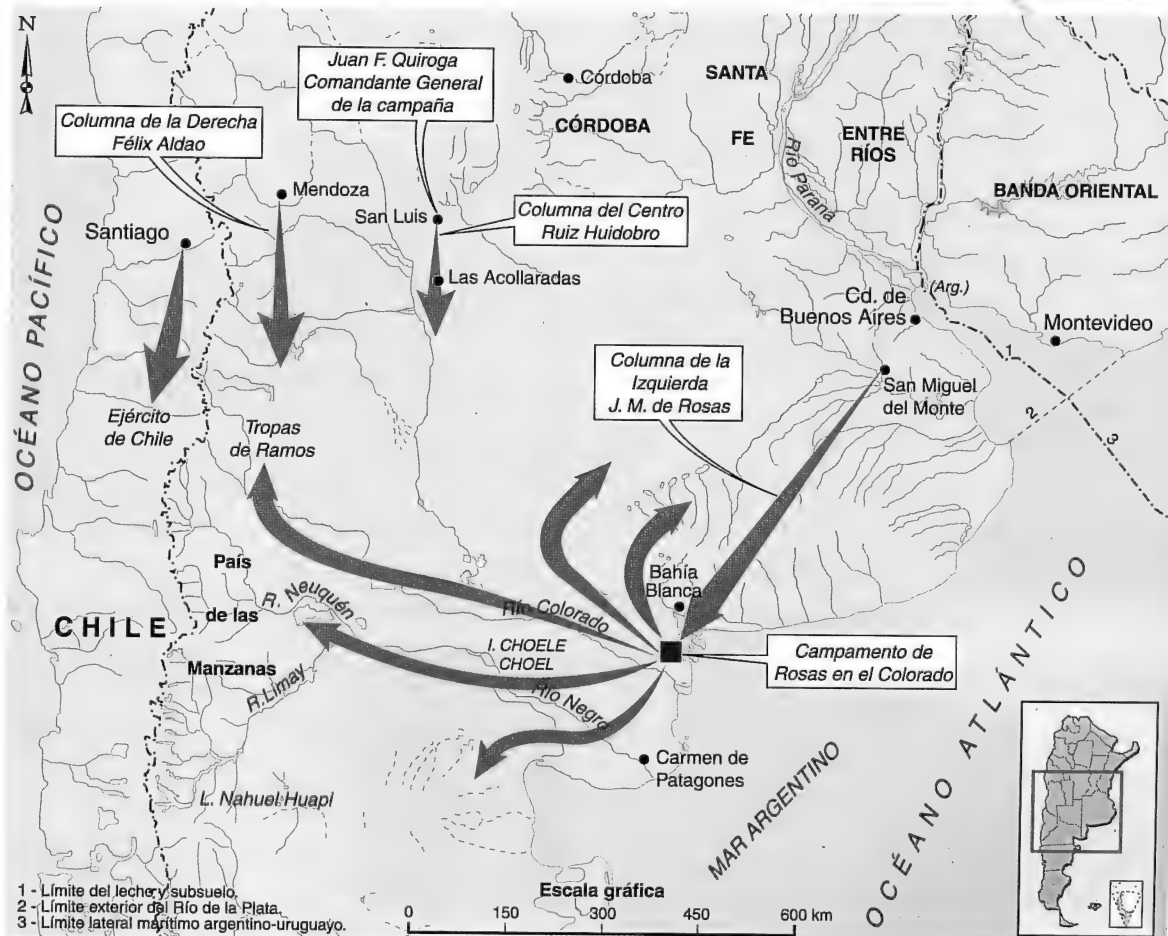 N
Juan F. Quiroga
Comandante General
de la campaña
Columna de la Derecha
Félix Aldao
Córdoba
CÓRDOBA
SANTA
FE
ENTRE
RÍOS
Río Paraná
BANDA ORIENTAL
Mendoza
San Luis
Columna del Centro
Ruiz Huidobro
Santiago
Las Acollaradas
OCÉANO PACÍFICO
(Arg.)
Cd. de
Buenos Aires
Montevideo
1
2
3
San Miguel
del Monte
Columna de la
Izquierda
J. M. de Rosas
Ejército
de Chile
Tropas
de Ramos
País
de las
Manzanas
R. Neuquén
CHILE
R. Limay
Río Colorado
Bahía
Blanca
I. CHOELE
CHOEL
Río Negro
Campamento de
Rosas en el Colorado
Carmen de
Patagones
L. Nahuel Huapi
MAR ARGENTINO
OCÉANO ATLÁNTICO
1 - Límite del lecho y subsuelo.
2 - Límite exterior del Río de la Plata.
3 - Límite lateral marítimo argentino-uruguayo.
Escala gráfica
0 150 300 450 600 km